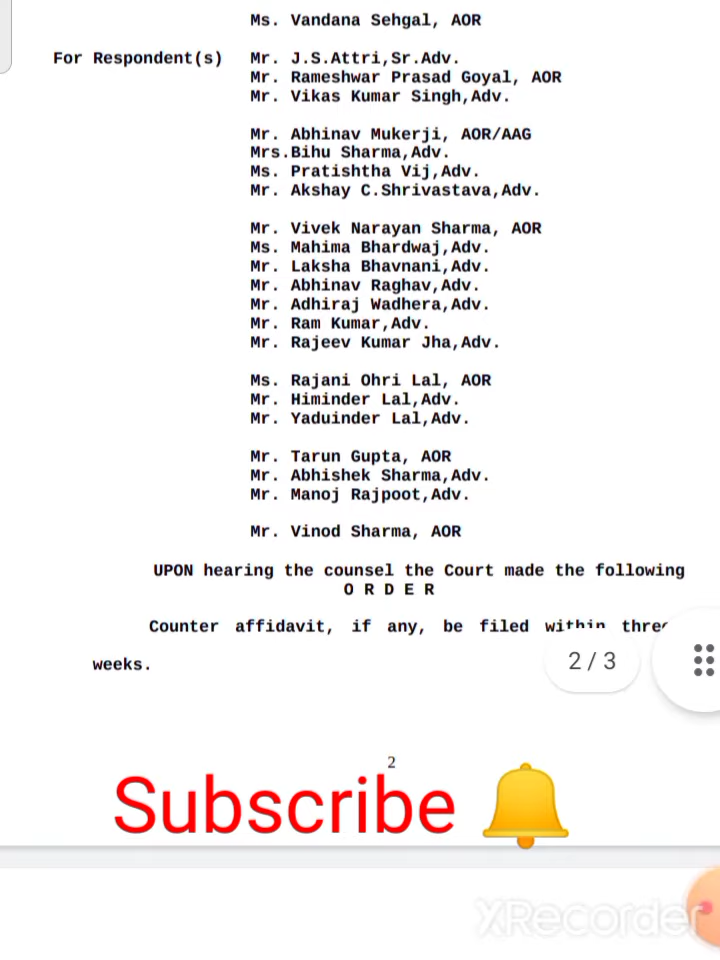 Ms. Vandana Sehgal, AOR
For Respondent(s) Mr. J.S.Attri,Sr.Adv.
Mr. Rameshwar Prasad Goyal, AOR
Mr. Vikas Kumar Singh,Adv.
Mr. Abhinav Mukerji, AOR/AAG
Mrs.Bihu Sharma,Adv.
Ms. Pratishtha Vij,Adv.
Mr. Akshay C.Shrivastava,Adv.
Mr. Vivek Narayan Sharma, AOR
Ms. Mahima Bhardwaj,Adv.
Mr. Laksha Bhavnani,Adv.
Mr. Abhinav Raghav,Adv.
Mr. Adhiraj Wadhera,Adv.
Mr. Ram Kumar,Adv.
Mr. Rajeev Kumar Jha,Adv.
Ms. Rajani Ohri Lal, AOR
Mr. Himinder Lal,Adv.
Mr. Yaduinder Lal,Adv.
Mr. Tarun Gupta, AOR
Mr. Abhishek Sharma,Adv.
Mr. Manoj Rajpoot,Adv.
Mr. Vinod Sharma, AOR
UPON hearing the counsel the Court made the following
O R D E R
Counter affidavit, if any, be filed within three
weeks.
2/3
2
Subscribe
XRecorder